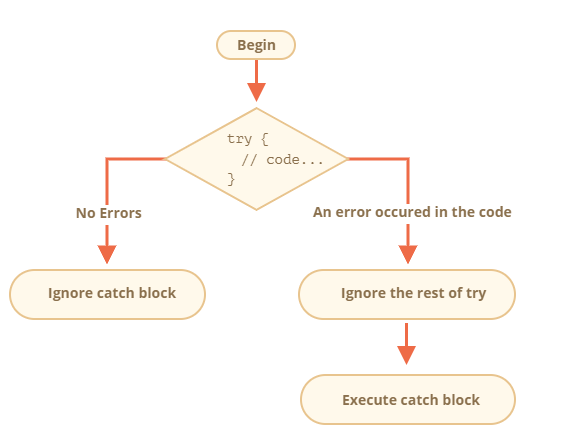 Begin
try {
// code...
}
No Errors
An error occured in the code
Ignore catch block
Ignore the rest of try
Execute catch block